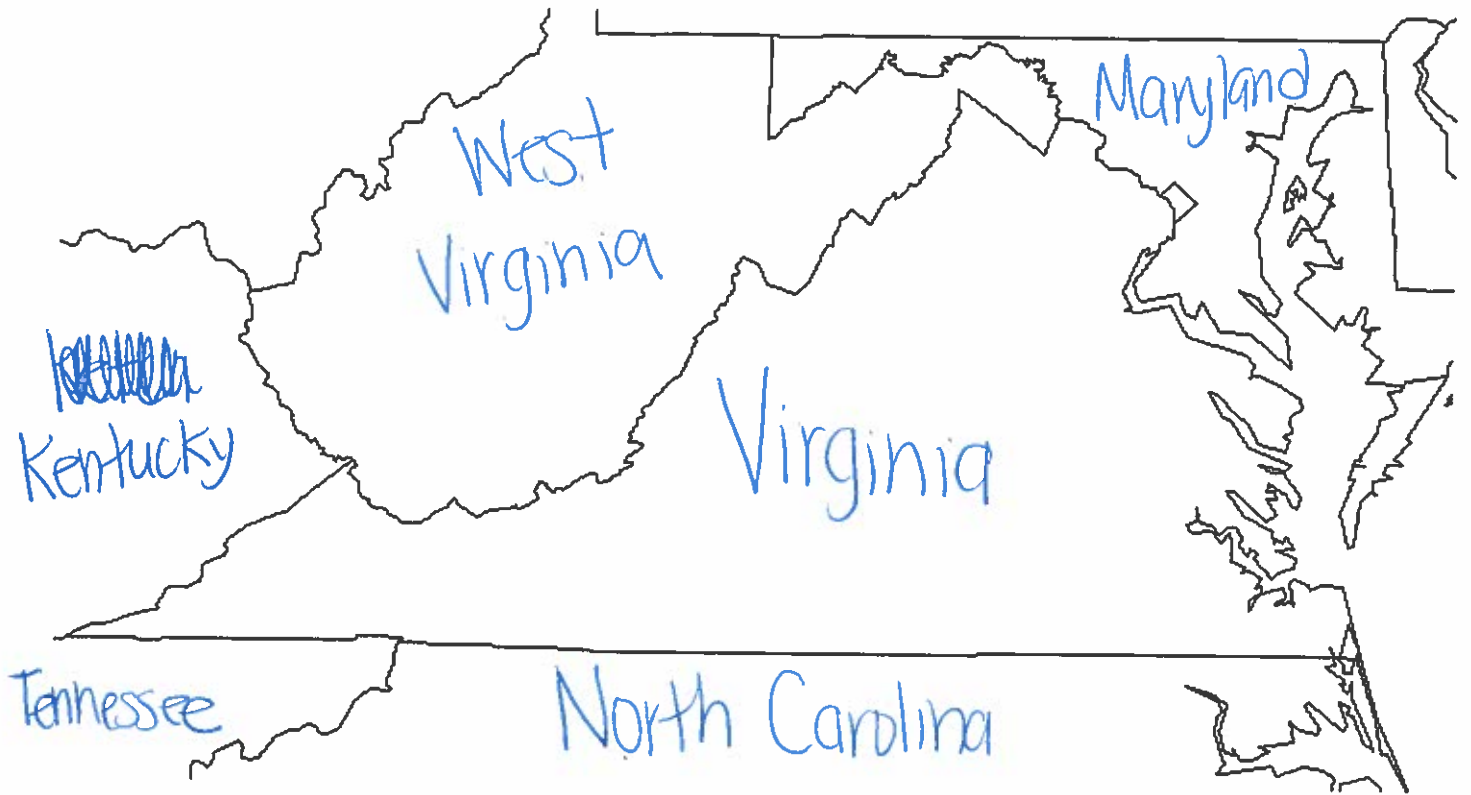 Maryland
West
Virginia
Kentucky
Virginia
Tennessee
North Carolina